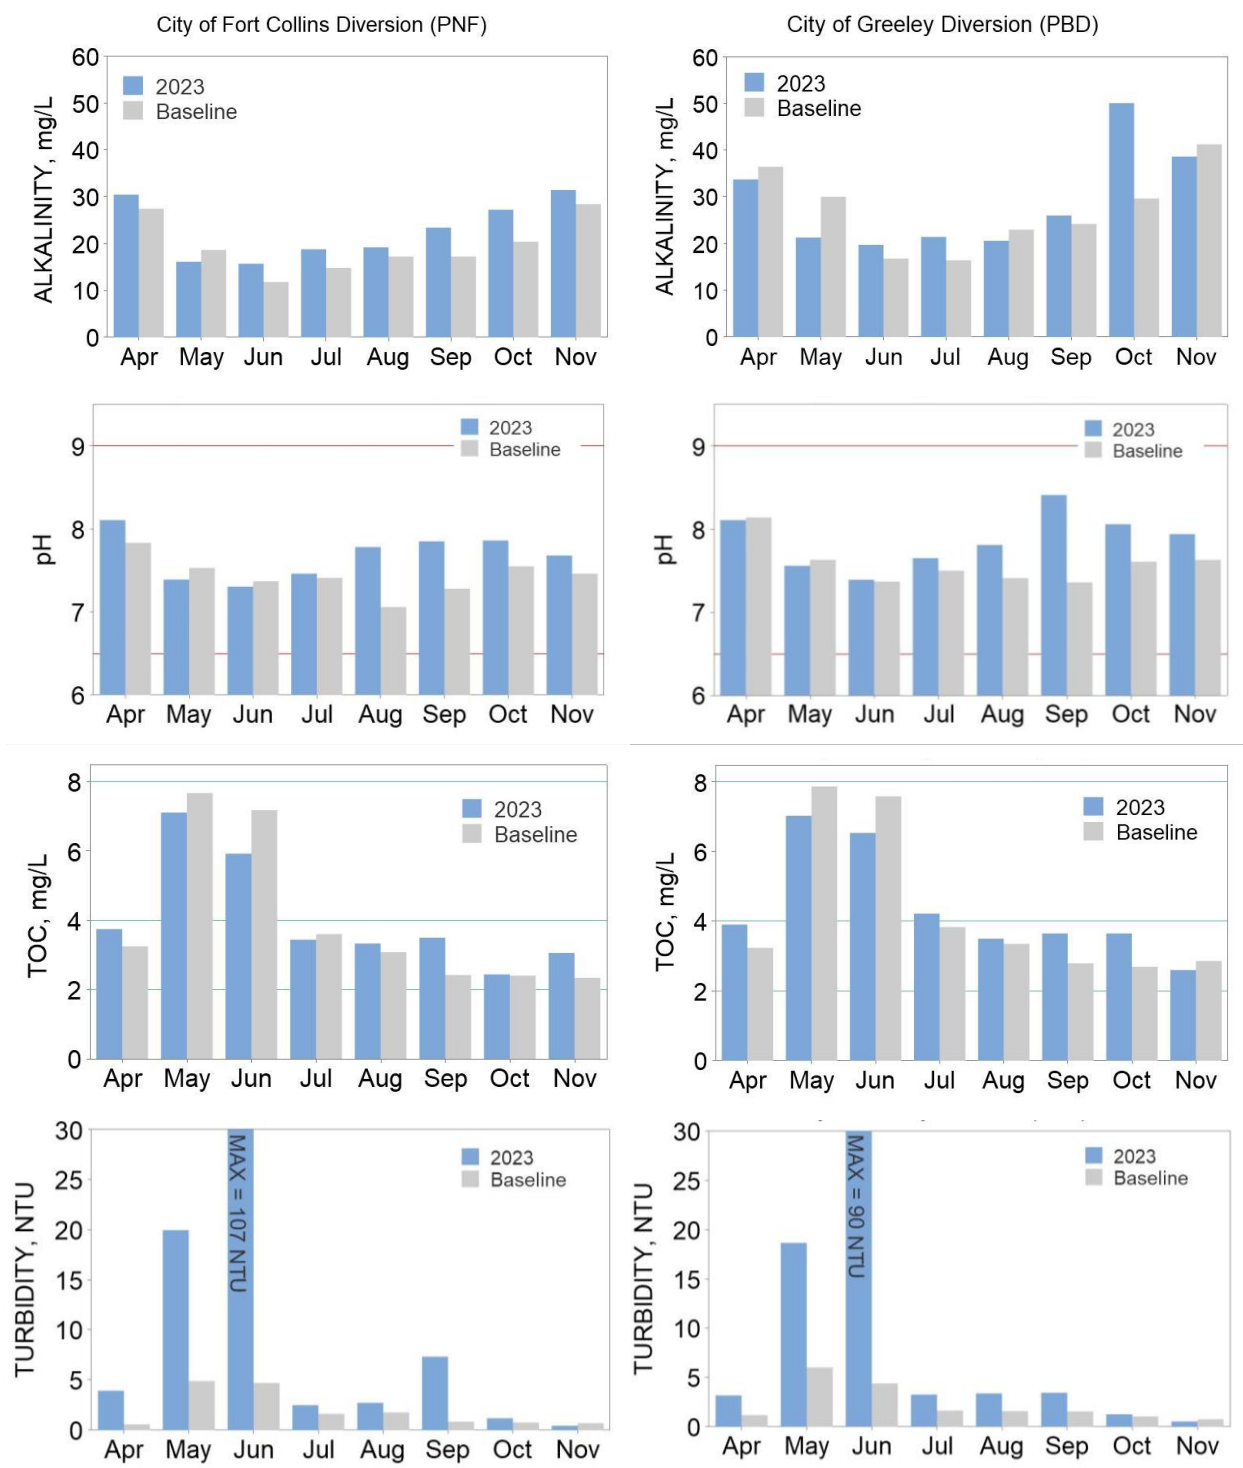 City of Fort Collins Diversion (PNF)
City of Greeley Diversion (PBD)
ALKALINITY, mg/L
60
50
40
30
20
10
0
2023
Baseline
Apr May Jun Jul Aug Sep Oct Nov
ALKALINITY, mg/L
60
50
40
30
20
10
0
2023
Baseline
Apr May Jun Jul Aug Sep Oct Nov
pH
9
8
7
6
2023
Baseline
Apr May Jun Jul Aug Sep Oct Nov
pH
9
8
7
6
2023
Baseline
Apr May Jun Jul Aug Sep Oct Nov
TOC, mg/L
8
6
4
2
0
2023
Baseline
Apr May Jun Jul Aug Sep Oct Nov
TOC, mg/L
8
6
4
2
0
2023
Baseline
Apr May Jun Jul Aug Sep Oct Nov
TURBIDITY, NTU
30
25
20
15
10
5
0
MAX = 107 NTU
2023
Baseline
Apr May Jun Jul Aug Sep Oct Nov
TURBIDITY, NTU
30
25
20
15
10
5
0
MAX = 90 NTU
2023
Baseline
Apr May Jun Jul Aug Sep Oct Nov